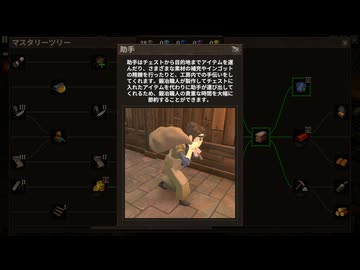 マスタリーツリー
助手
助手はチェストから目的地までアイテムを運
んだり、さまざまな素材の補充やインゴット
の精錬を行ったりと、工房内での手伝いをし
てくれます。鍛冶職人が製作してチェストに
入れたアイテムを代わりに助手が運び出して
くれるため、鍛冶職人の貴重な時間を大幅に
節約することができます。